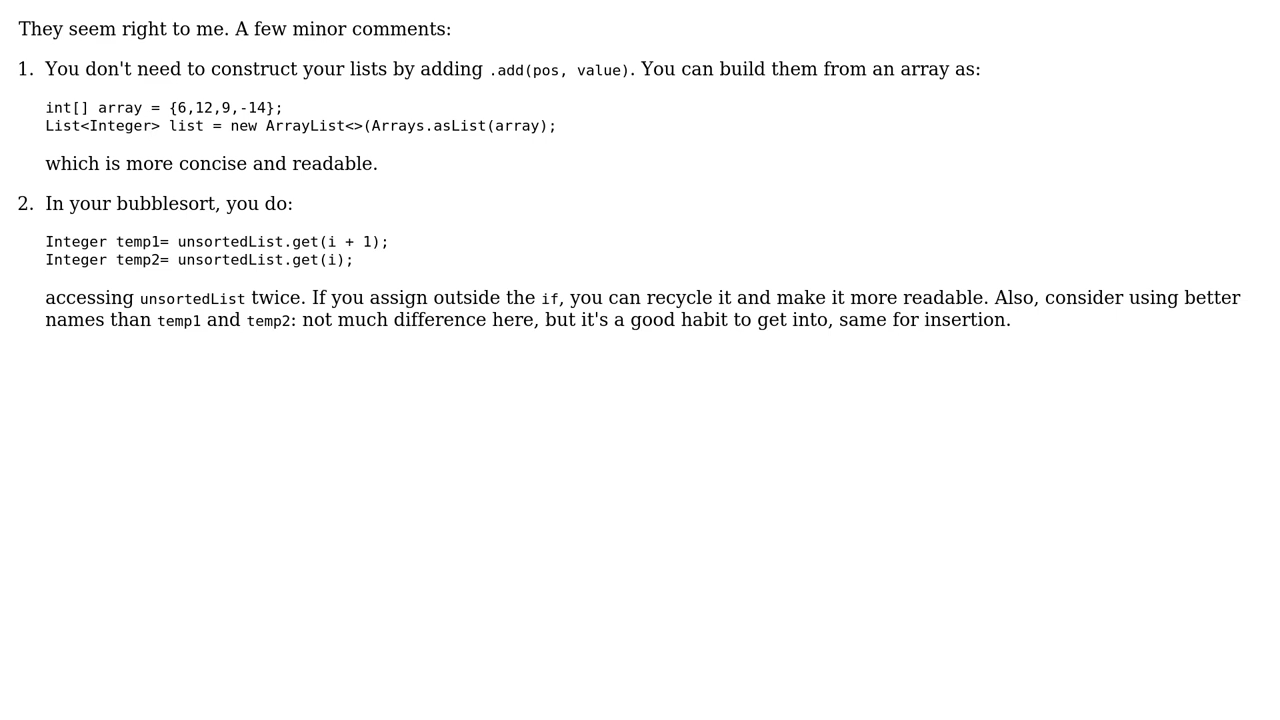 They seem right to me. A few minor comments:
1. You don't need to construct your lists by adding .add(pos, value). You can build them from an array as:
int[] array = {6,12,9,-14};
List<Integer> list = new ArrayList<>(Arrays.asList(array);
which is more concise and readable.
2. In your bubblesort, you do:
Integer temp1= unsortedList.get(i + 1);
Integer temp2= unsortedList.get(i);
accessing unsortedList twice. If you assign outside the if, you can recycle it and make it more readable. Also, consider using better
names than temp1 and temp2: not much difference here, but it's a good habit to get into, same for insertion.